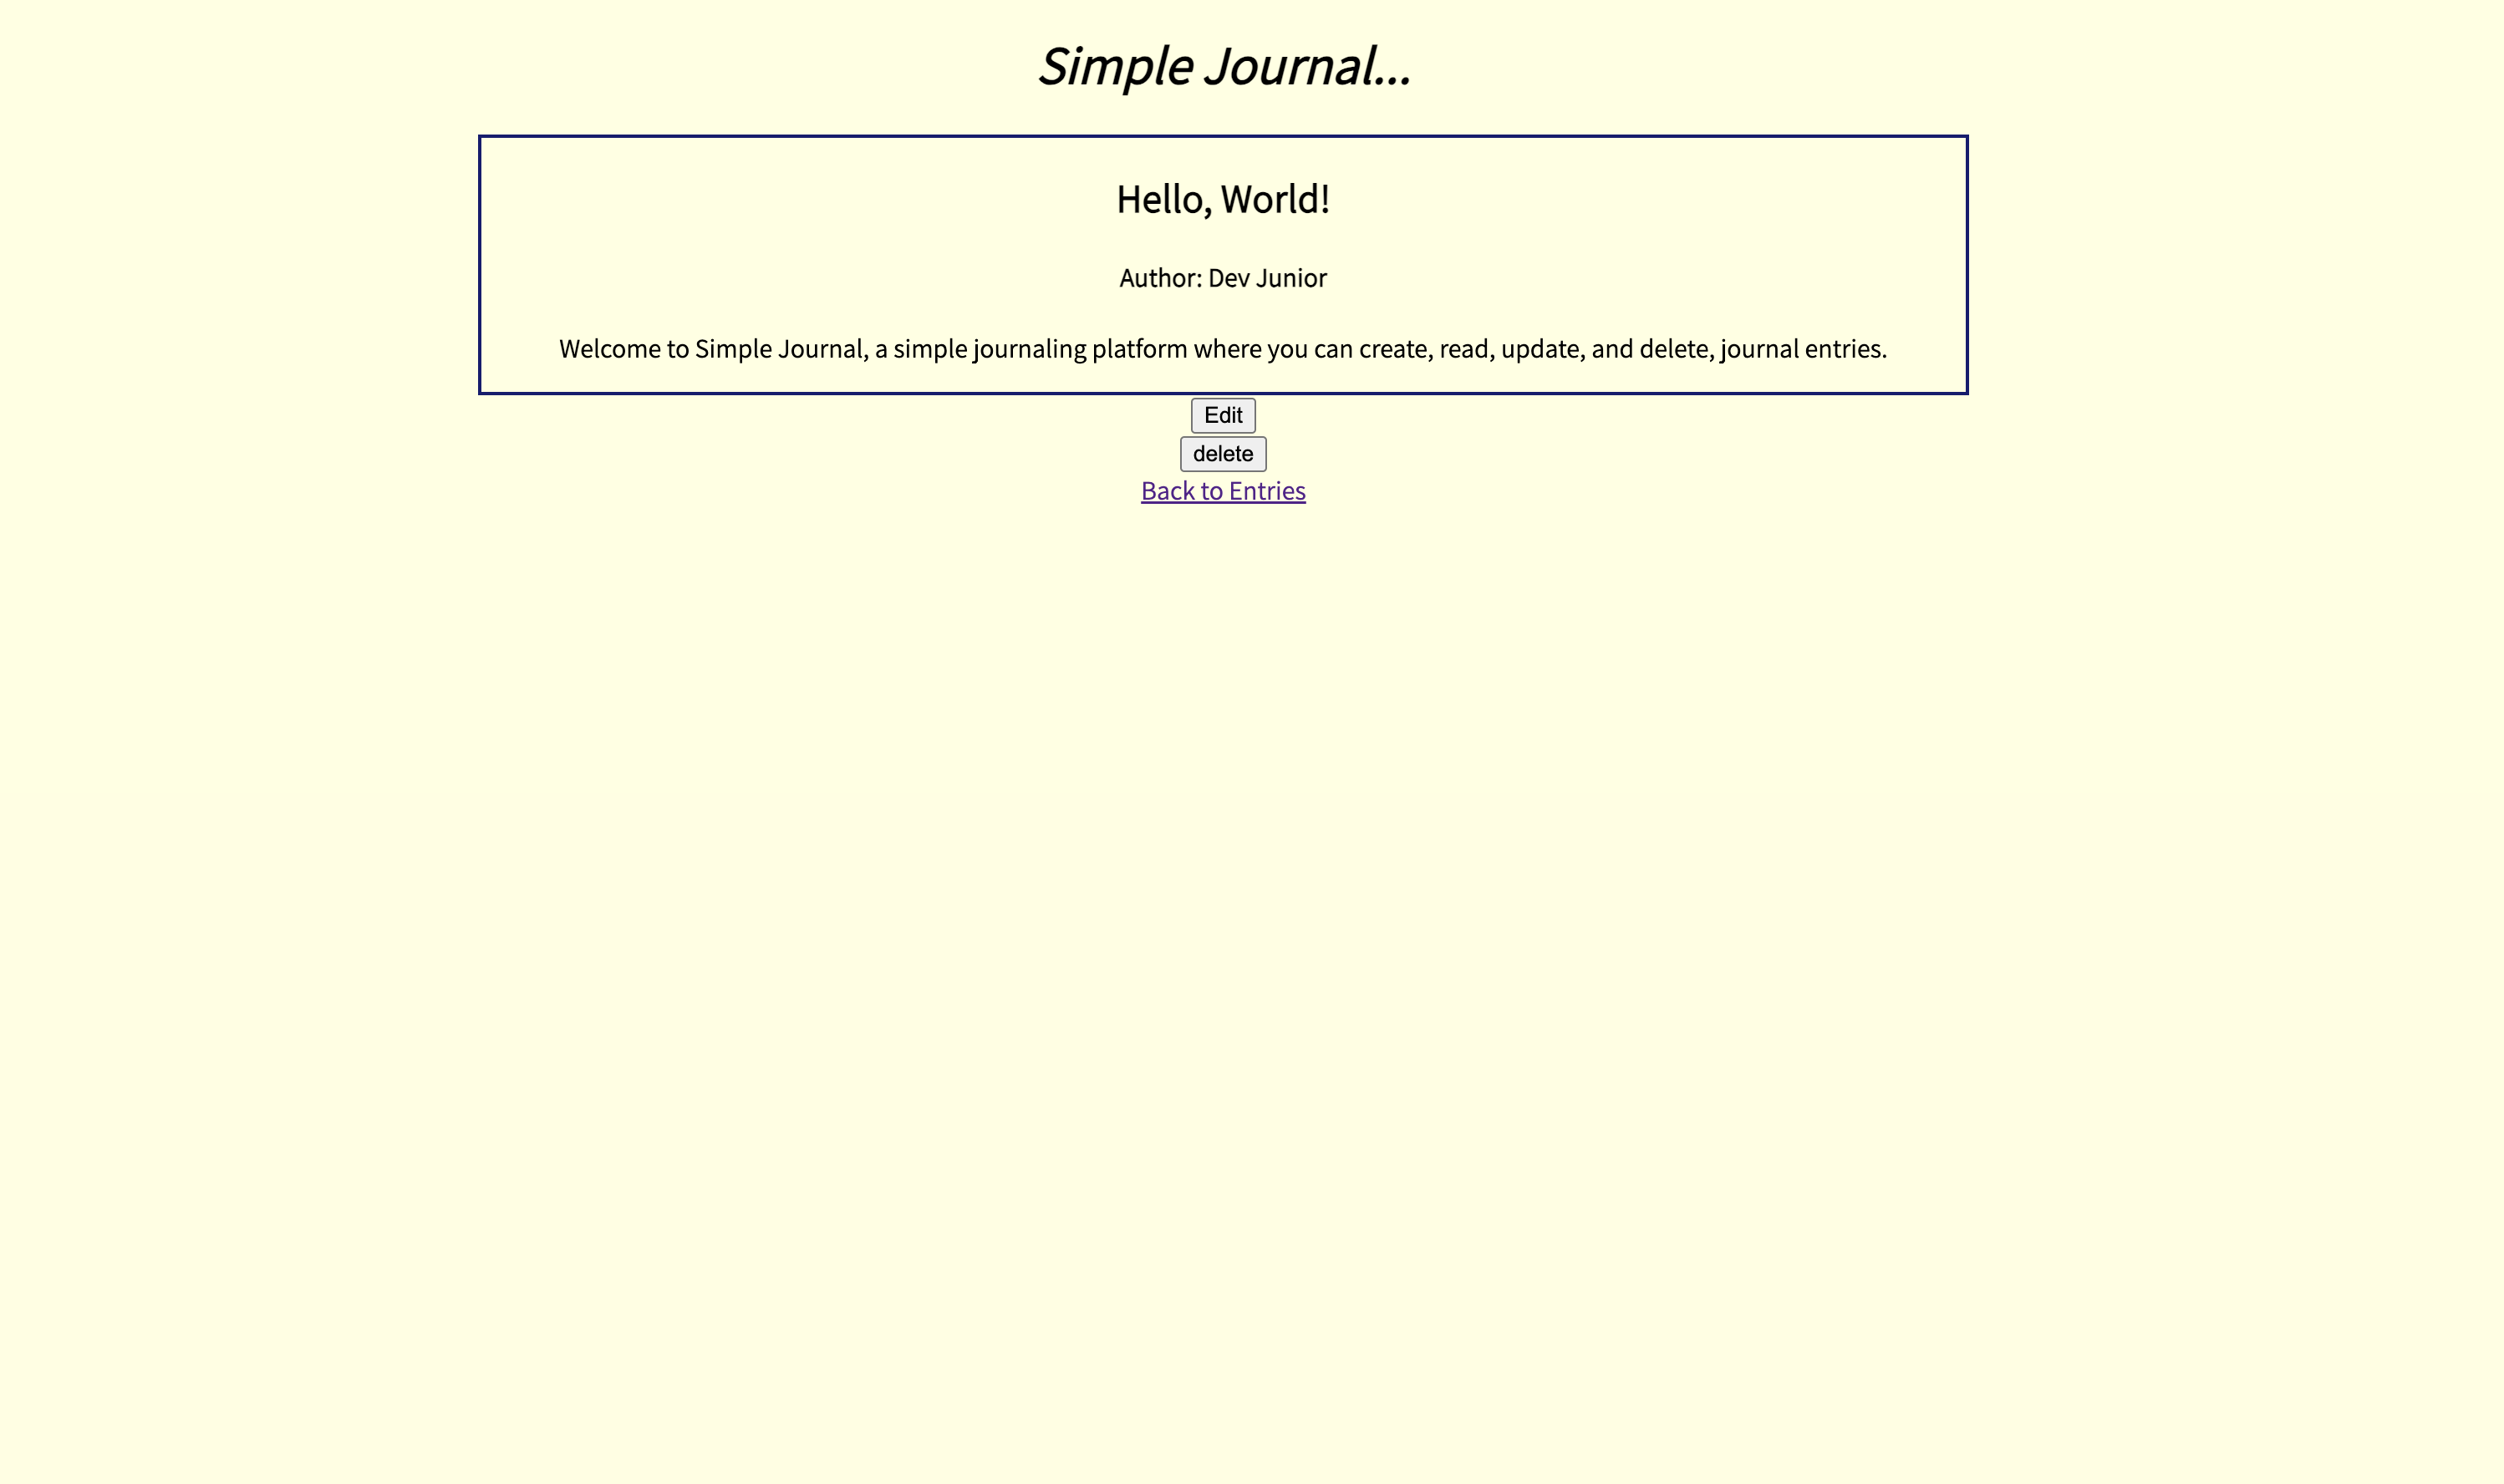 Simple Journal...
Hello, World!
Author: Dev Junior
Welcome to Simple Journal, a simple journaling platform where you can create, read, update, and delete, journal entries.
Edit
delete
Back to Entries